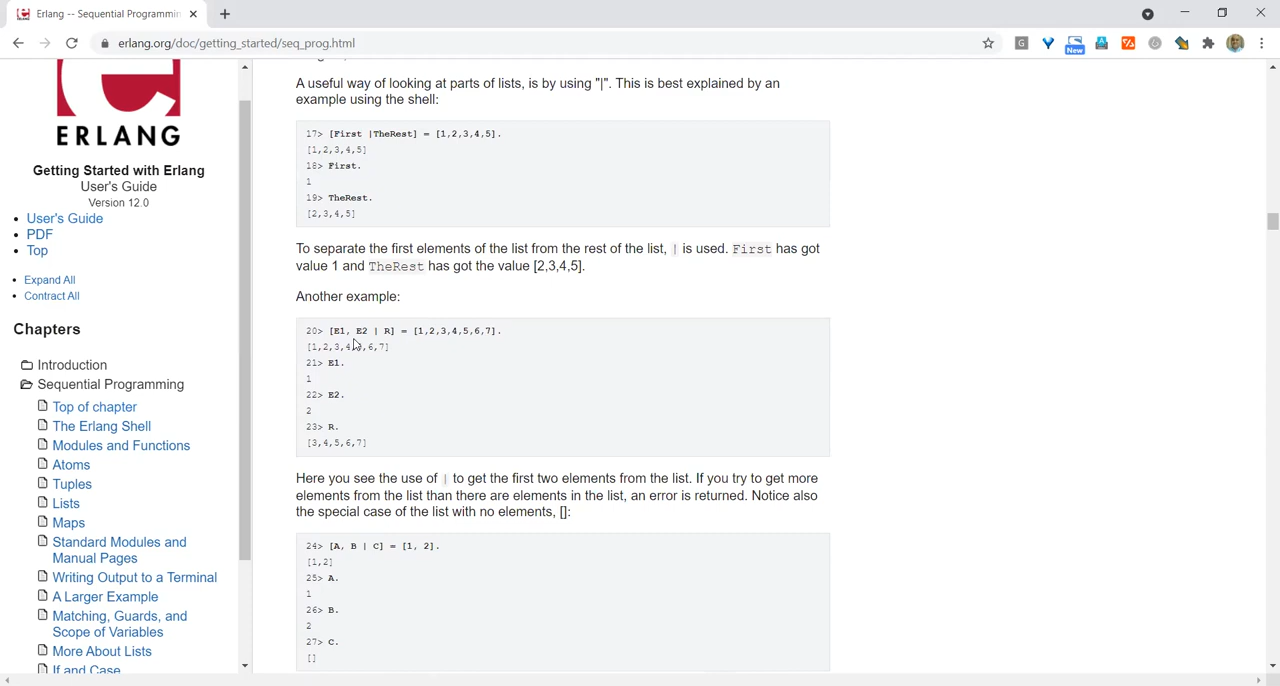 Erlang -- Sequential Programmin
erlang.org/doc/getting_started/seq_prog.html
New
ERLANG
Getting Started with Erlang
User's Guide
Version 12.0
User's Guide
PDF
Top
Expand All
Contract All
Chapters
Introduction
Sequential Programming
Top of chapter
The Erlang Shell
Modules and Functions
Atoms
Tuples
Lists
Maps
Standard Modules and
Manual Pages
Writing Output to a Terminal
A Larger Example
Matching, Guards, and
Scope of Variables
More About Lists
If and Case
A useful way of looking at parts of lists, is by using "|". This is best explained by an
example using the shell:
17> [First |TheRest] = [1,2,3,4,5].
[1,2,3,4,5]
18> First.
1
19> TheRest.
[2,3,4,5]
To separate the first elements of the list from the rest of the list, | is used. First has got
value 1 and TheRest has got the value [2,3,4,5].
Another example:
20> [E1, E2 | R] = [1,2,3,4,5,6,7].
[1,2,3,4,5,6,7]
21> E1.
1
22> E2.
2
23> R.
[3,4,5,6,7]
Here you see the use of | to get the first two elements from the list. If you try to get more
elements from the list than there are elements in the list, an error is returned. Notice also
the special case of the list with no elements, []:
24> [A, B | C] = [1, 2].
[1,2]
25> A.
1
26> B.
2
27> C.
[]